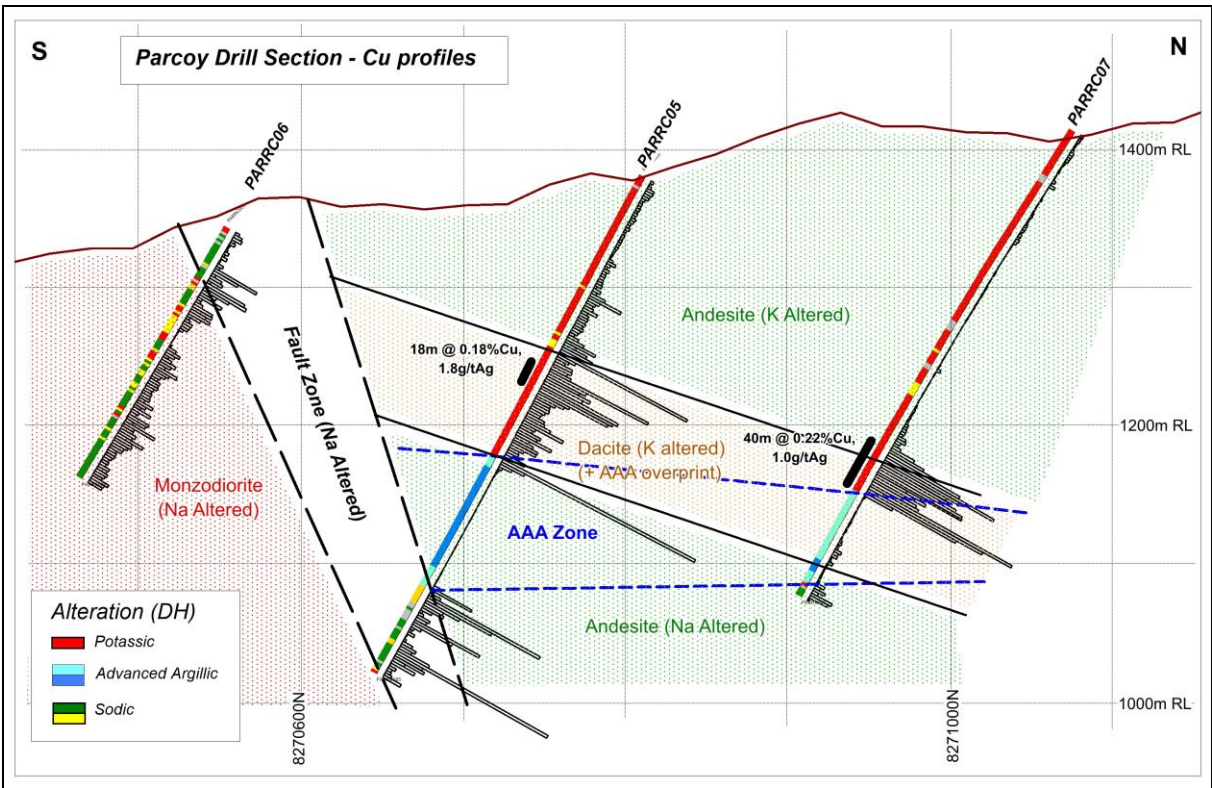 S
Parcoy Drill Section - Cu profiles
N
PARRC06
PARRC05
PARRC07
1400m RL
Andesite (K Altered)
18m @ 0.18%Cu,
1.8g/tAg
Fault Zone (Na Altered)
1200m RL
40m @ 0.22%Cu,
1.0g/tAg
Dacite (K altered)
(+ AAA overprint)
Monzodiorite
(Na Altered)
AAA Zone
Andesite (Na Altered)
Alteration (DH)
Potassic
Advanced Argillic
Sodic
8270600N
8271000N
1000m RL